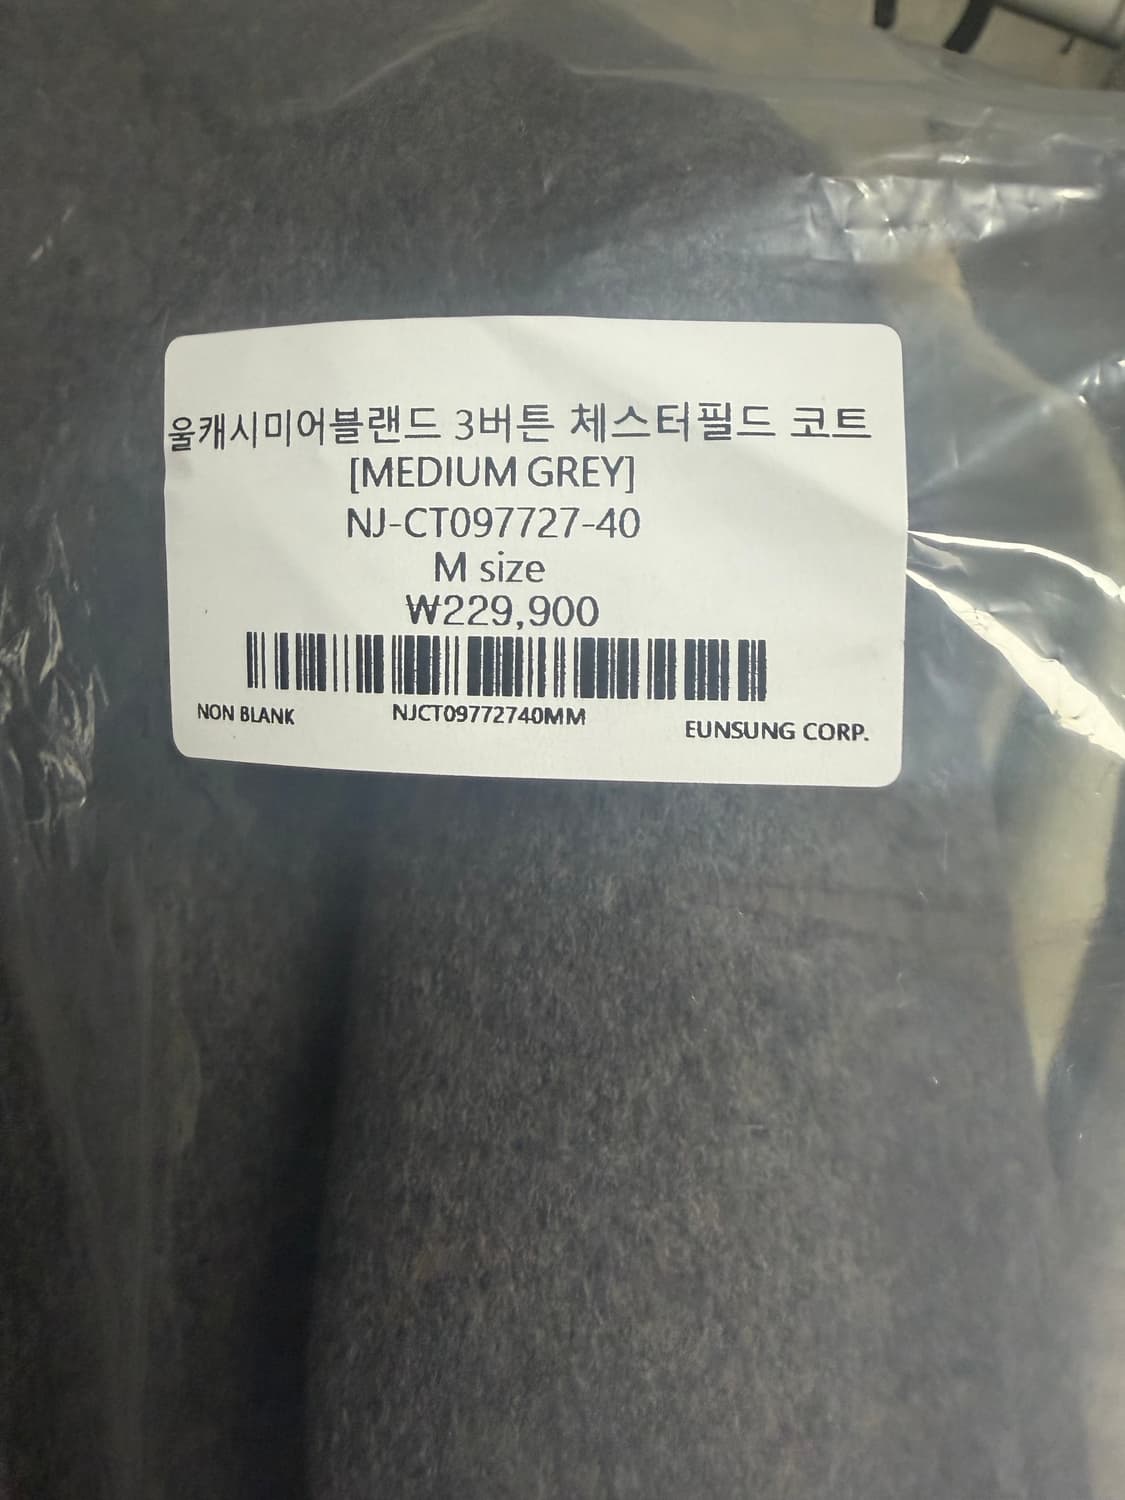 울캐시미어블랜드 3버튼 체스터필드 코트
[MEDIUM GREY]
NJ-CT097727-40
M size
₩229,900
NON BLANK
NJCT09772740MM
EUNSUNG CORP.